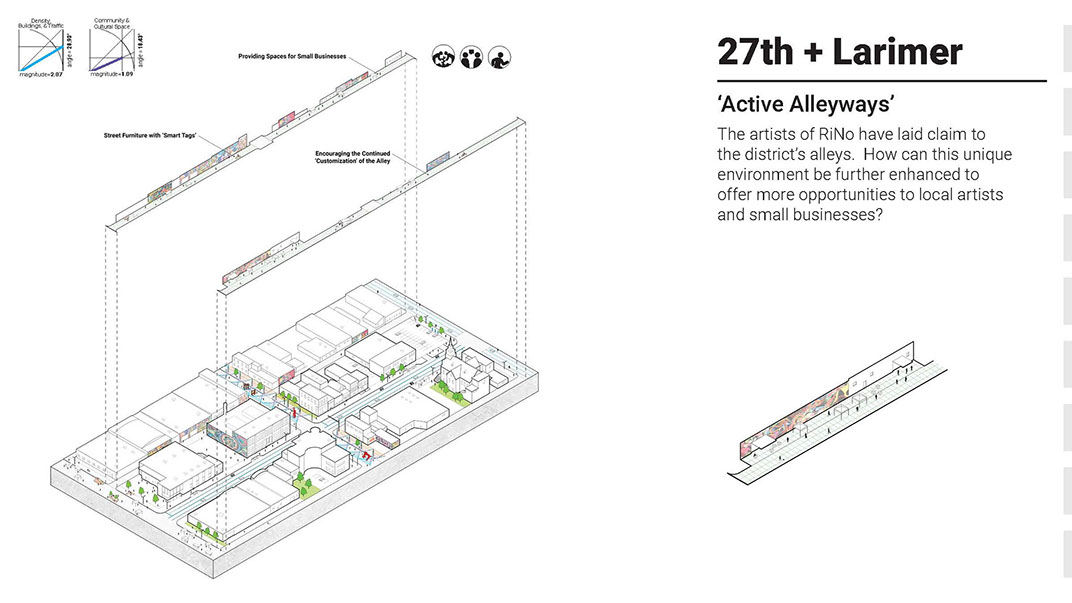 Density,
Buildings, & Traffic
angle = 28.93°
magnitude=2.07
Community &
Cultural Space
angle = 18.43°
magnitude=1.09
Providing Spaces for Small Businesses
Street Furniture with 'Smart Tags'
Encouraging the Continued
'Customization' of the Alley
27th + Larimer
‘Active Alleyways’
The artists of RiNo have laid claim to
the district’s alleys.  How can this unique
environment be further enhanced to
offer more opportunities to local artists
and small businesses?